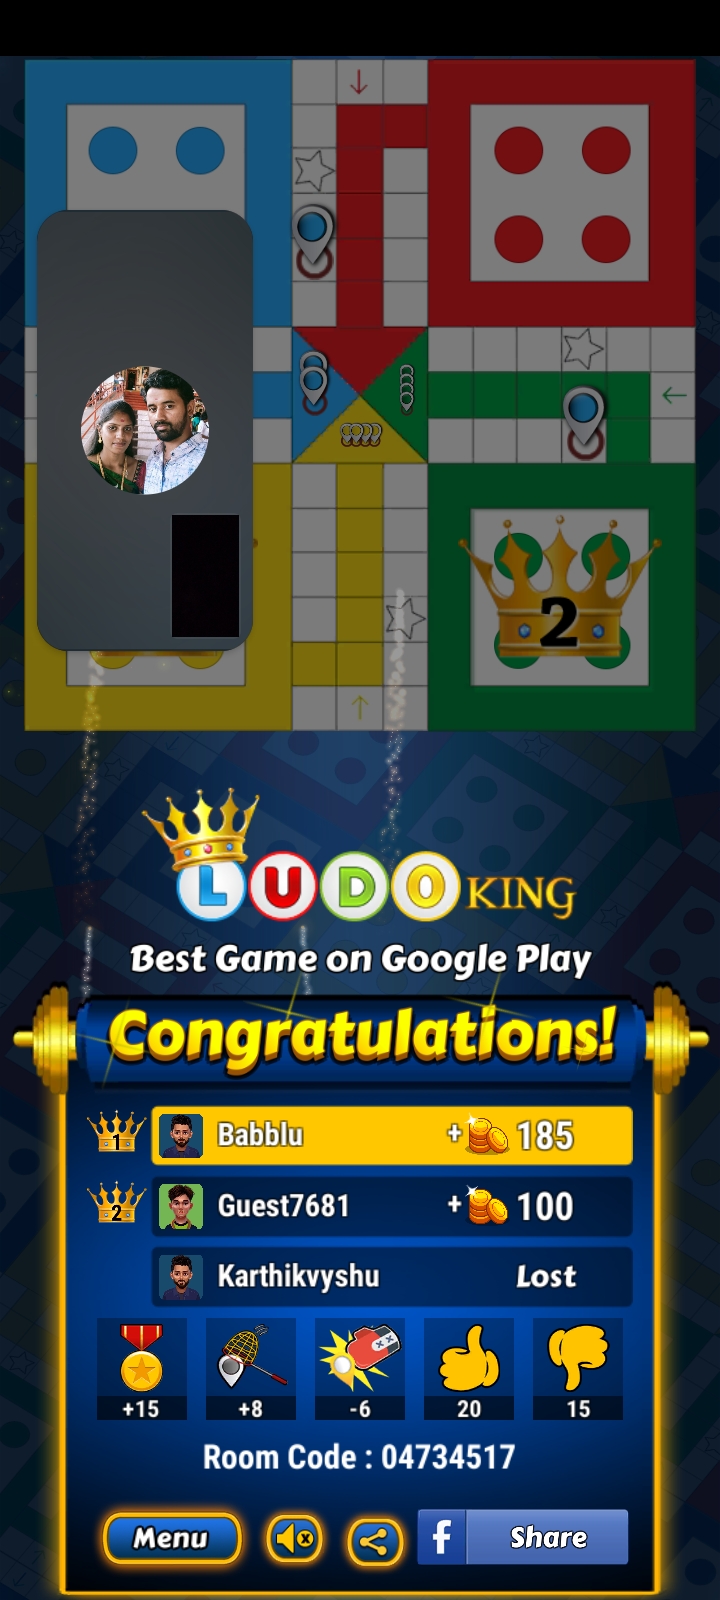 2
LUDO KING
Best Game on Google Play
Congratulations!
1 Babblu + 185
2 Guest7681 + 100
Karthikvyshu Lost
+15 +8 -6 20 15
Room Code : 04734517
Menu f Share